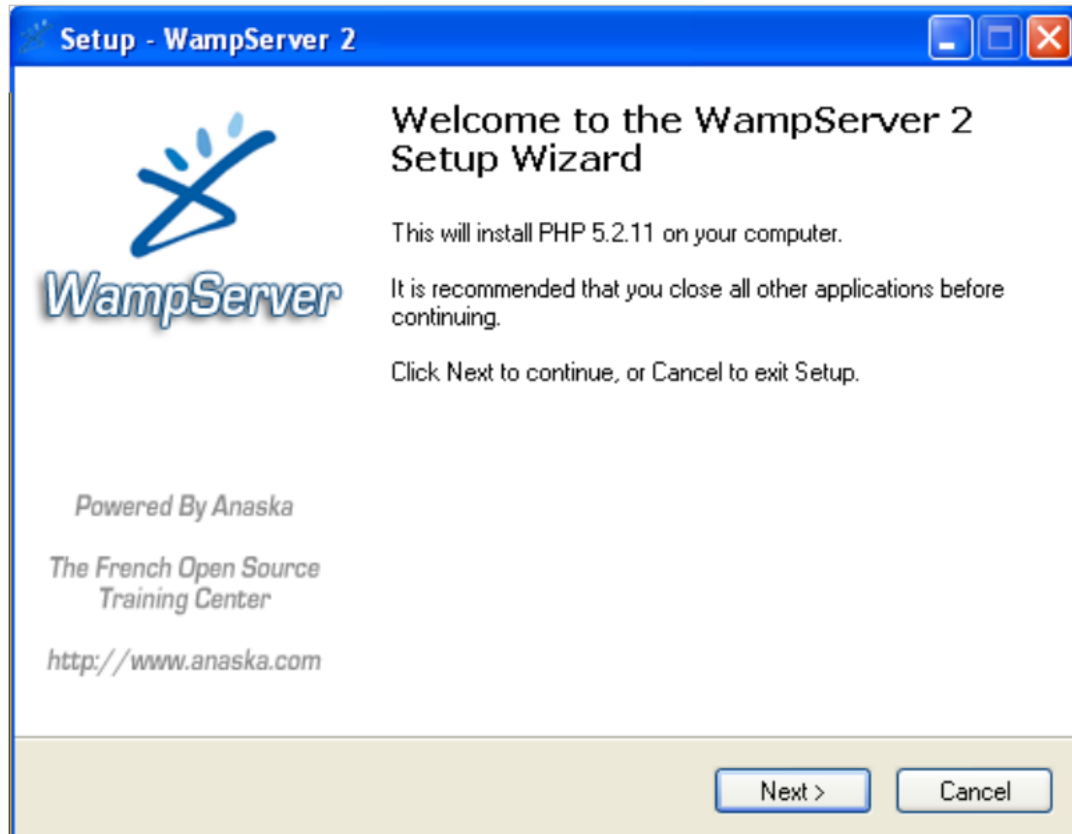 Setup - WampServer 2
Welcome to the WampServer 2
Setup Wizard
This will install PHP 5.2.11 on your computer.
It is recommended that you close all other applications before
continuing.
Click Next to continue, or Cancel to exit Setup.
WampServer
Powered By Anaska
The French Open Source
Training Center
http://www.anaska.com
Next >
Cancel